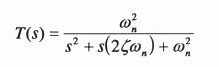 T(s) = ω_n^2 / (s^2 + s(2ζω_n) + ω_n^2)